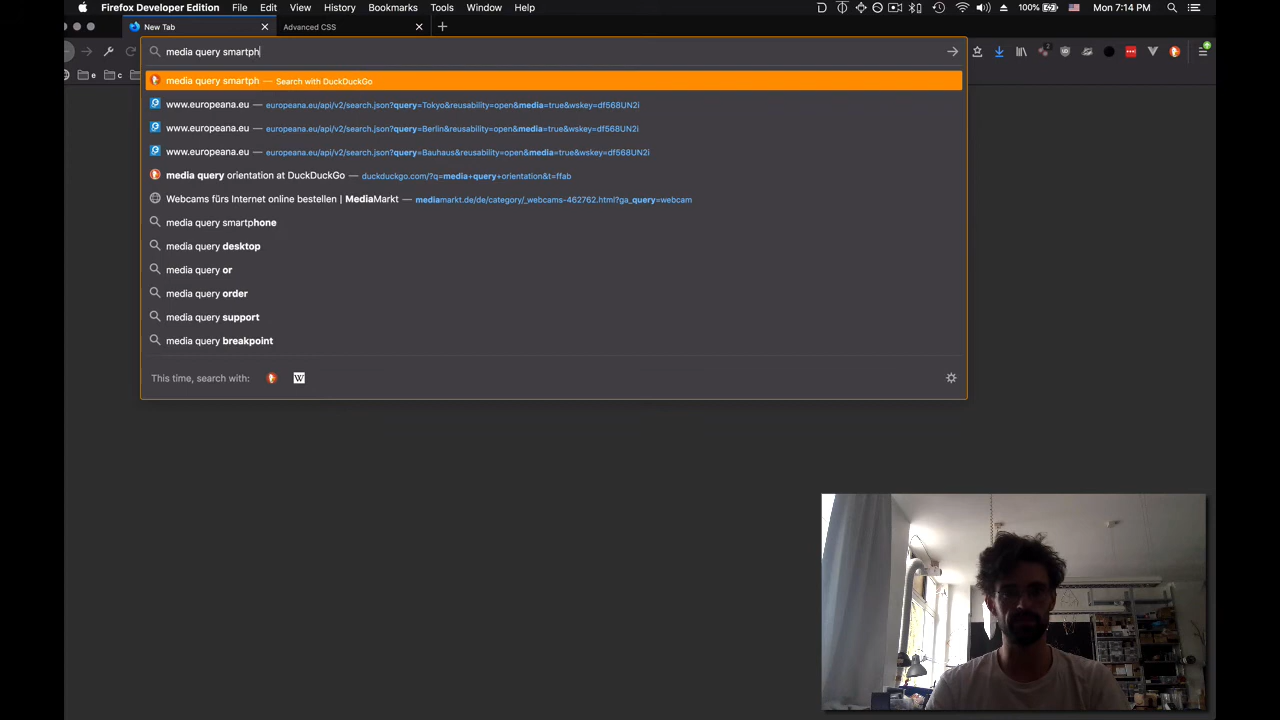 Firefox Developer Edition File Edit View History Bookmarks Tools Window Help 100% Mon 7:14 PM
New Tab Advanced CSS
media query smartph
e c
media query smartph — Search with DuckDuckGo
www.europeana.eu — europeana.eu/api/v2/search.json?query=Tokyo&reusability=open&media=true&wskey=df568UN2i
www.europeana.eu — europeana.eu/api/v2/search.json?query=Berlin&reusability=open&media=true&wskey=df568UN2i
www.europeana.eu — europeana.eu/api/v2/search.json?query=Bauhaus&reusability=open&media=true&wskey=df568UN2i
media query orientation at DuckDuckGo — duckduckgo.com/?q=media+query+orientation&t=ffab
Webcams fürs Internet online bestellen | MediaMarkt — mediamarkt.de/de/category/_webcams-462762.html?ga_query=webcam
media query smartphone
media query desktop
media query or
media query order
media query support
media query breakpoint
This time, search with: W